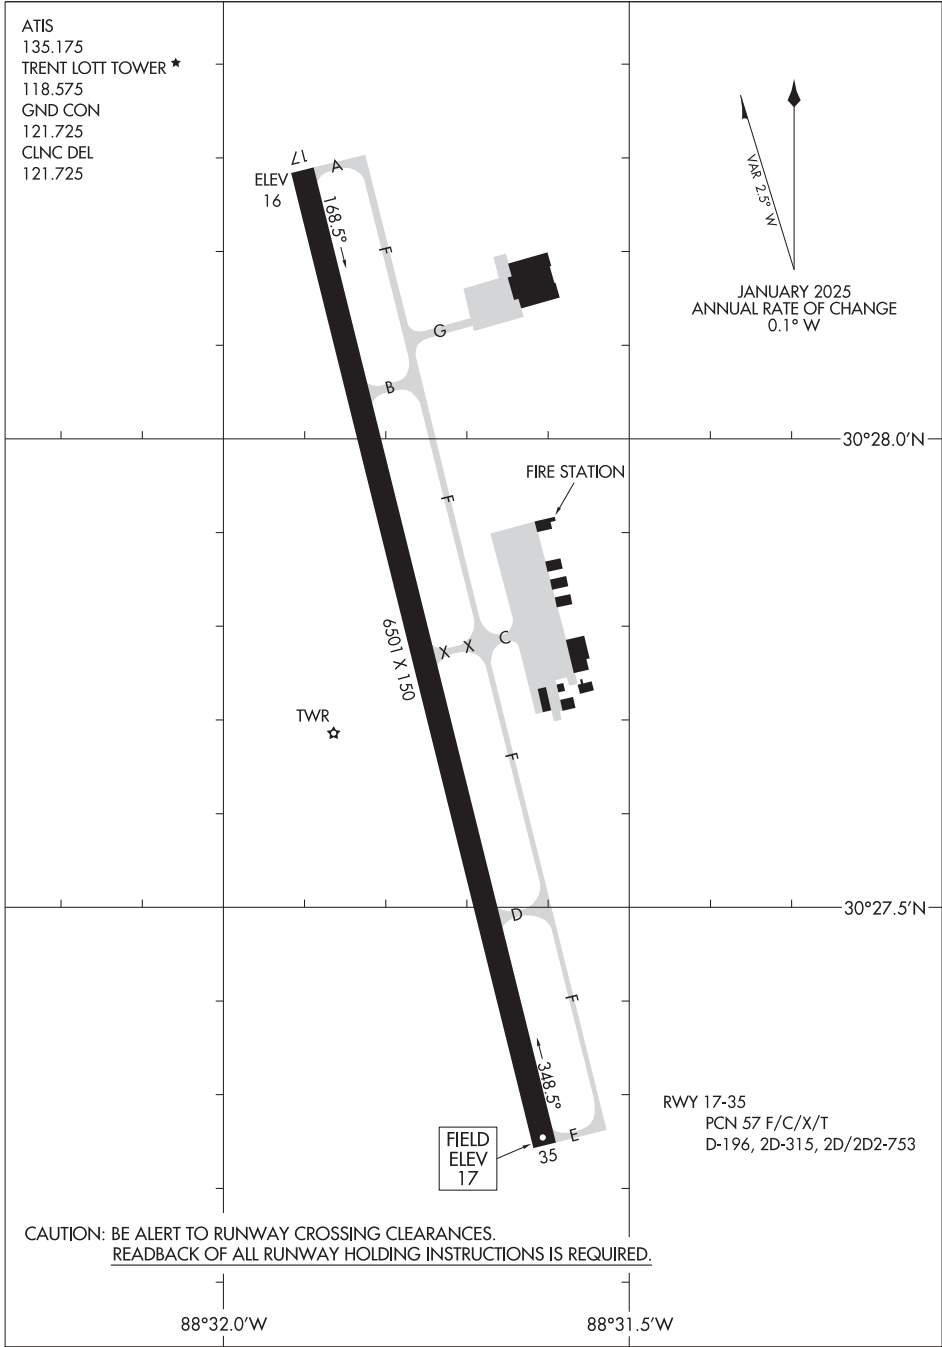 ATIS
135.175
TRENT LOTT TOWER ★
118.575
GND CON
121.725
CLNC DEL
121.725
17
A
ELEV
16
168.5°
F
G
B
VAR 2.5° W
JANUARY 2025
ANNUAL RATE OF CHANGE
0.1° W
30°28.0'N
FIRE STATION
F
C
X X
6501 X 150
TWR
F
D
30°27.5'N
F
348.5°
E
35
FIELD
ELEV
17
RWY 17-35
PCN 57 F/C/X/T
D-196, 2D-315, 2D/2D2-753
CAUTION: BE ALERT TO RUNWAY CROSSING CLEARANCES.
READBACK OF ALL RUNWAY HOLDING INSTRUCTIONS IS REQUIRED.
88°32.0'W
88°31.5'W